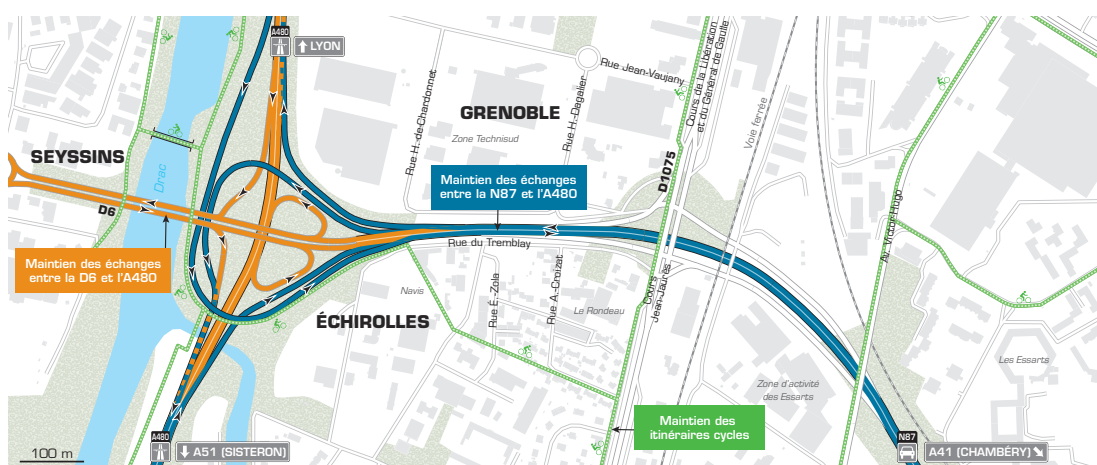 A480
↑ LYON
Rue Jean-Vaujany
Cours de la Libération
et du Général de Gaulle
Rue H.-de-Chardonnet
Rue H.-Dagalier
GRENOBLE
Zone Technisud
Voie ferrée
SEYSSINS
Drac
D1075
Maintien des échanges
entre la N87 et l'A480
D6
Av. Victor Hugo
Rue du Tremblay
Maintien des échanges
entre la D6 et l'A480
Navis
Rue É.-Zola
Rue A.-Croizat
Cours
Jean-Jaurès
Le Rondeau
ÉCHIROLLES
Les Essarts
Zone d'activité
des Essarts
Maintien des
itinéraires cycles
100 m
A480
↓ A51 (SISTERON)
N87
A41 (CHAMBÉRY) ↘